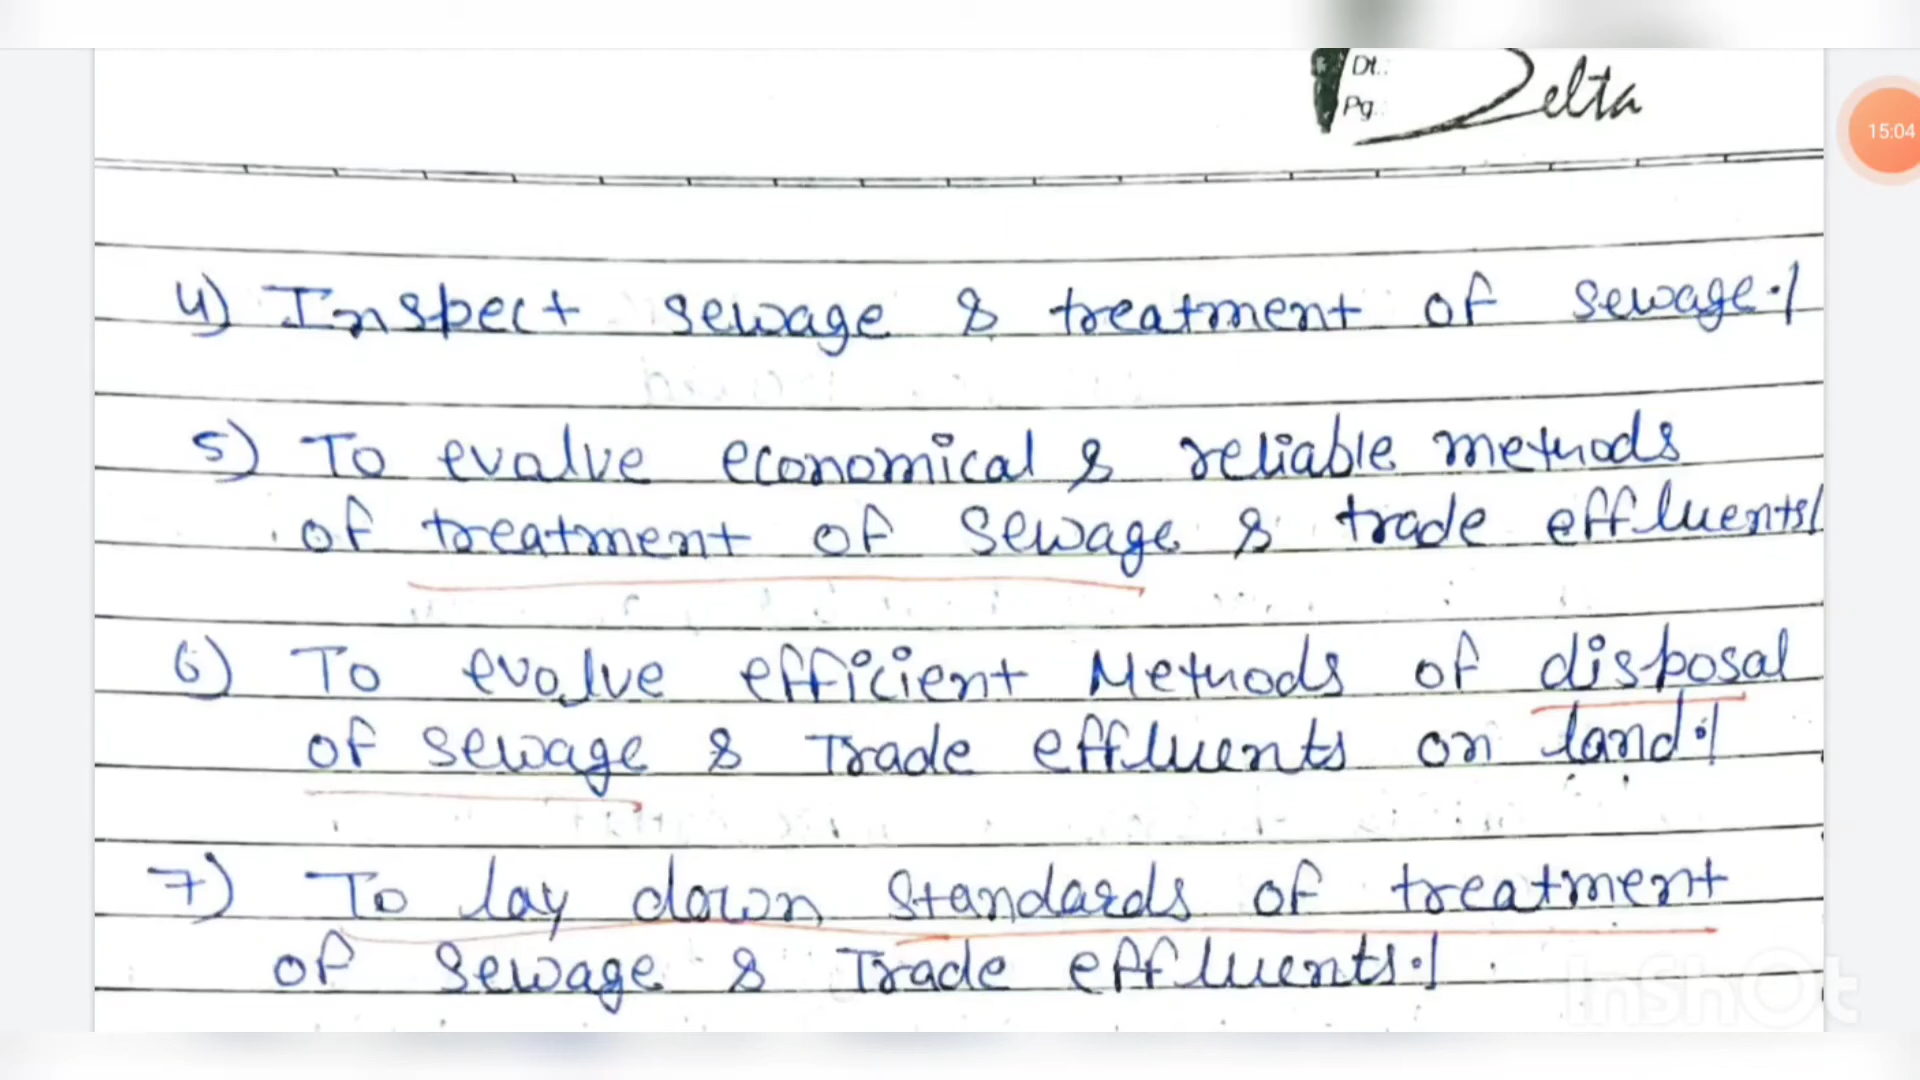 Dt.:
Pg.:
Delta
15:04
4) Inspect sewage & treatment of sewage.|
5) To evalve economical & reliable methods
of treatment of sewage & trade effluents|
6) To evalve efficient Methods of disposal
of sewage & Trade effluents on land.|
7) To lay down standards of treatment
of sewage & Trade effluents.|
InShOt